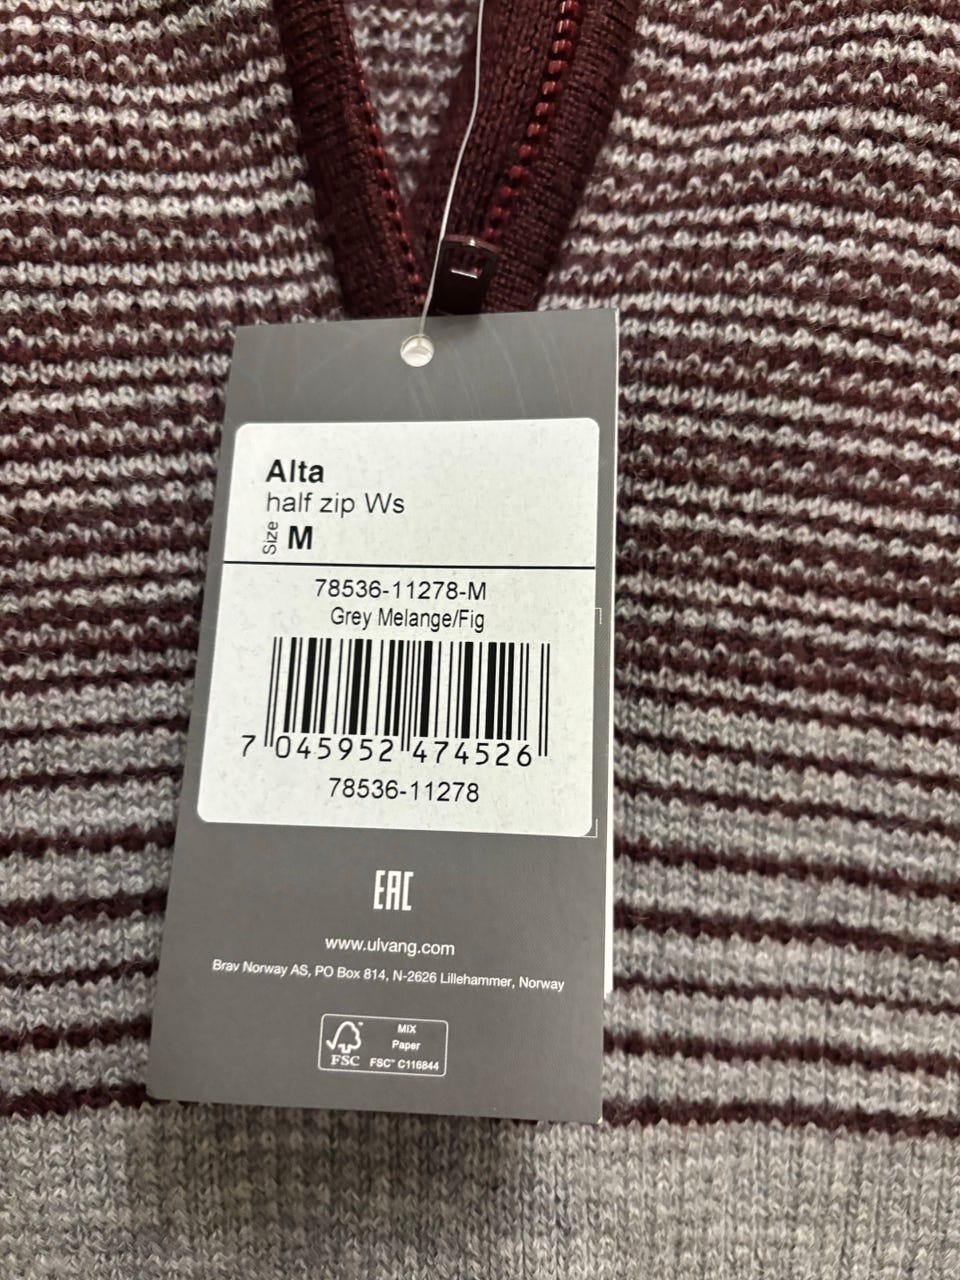 Alta
half zip Ws
Size M
78536-11278-M
Grey Melange/Fig
7 045952 474526
78536-11278
EAC
www.ulvang.com
Brav Norway AS, PO Box 814, N-2626 Lillehammer, Norway
MIX
Paper
FSC FSC™ C116844